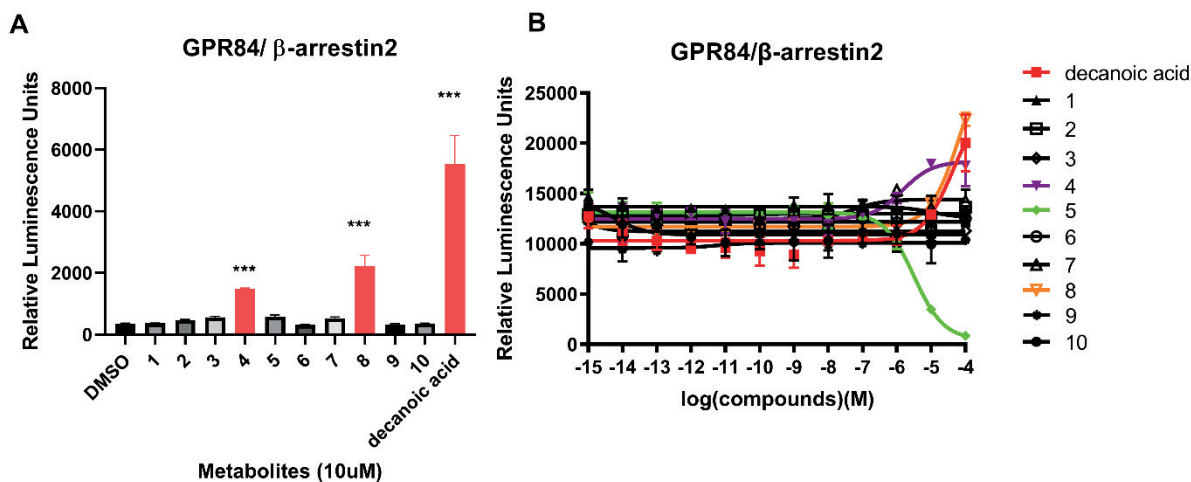 A
GPR84/ β-arrestin2
Relative Luminescence Units
8000
6000
4000
2000
0
***
***
***
DMSO
1
2
3
4
5
6
7
8
9
10
decanoic acid
Metabolites (10uM)
B
GPR84/β-arrestin2
Relative Luminescence Units
25000
20000
15000
10000
5000
0
-15 -14 -13 -12 -11 -10 -9 -8 -7 -6 -5 -4
log(compounds)(M)
decanoic acid
1
2
3
4
5
6
7
8
9
10